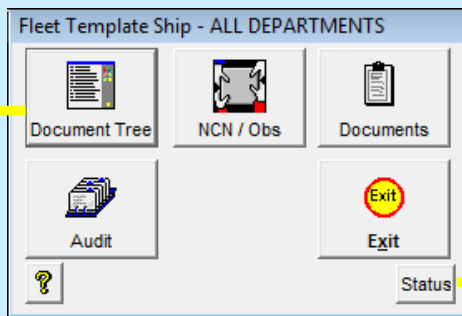 Fleet Template Ship - ALL DEPARTMENTS
Document Tree
NCN / Obs
Documents
Audit
Exit
Exit
?
Status